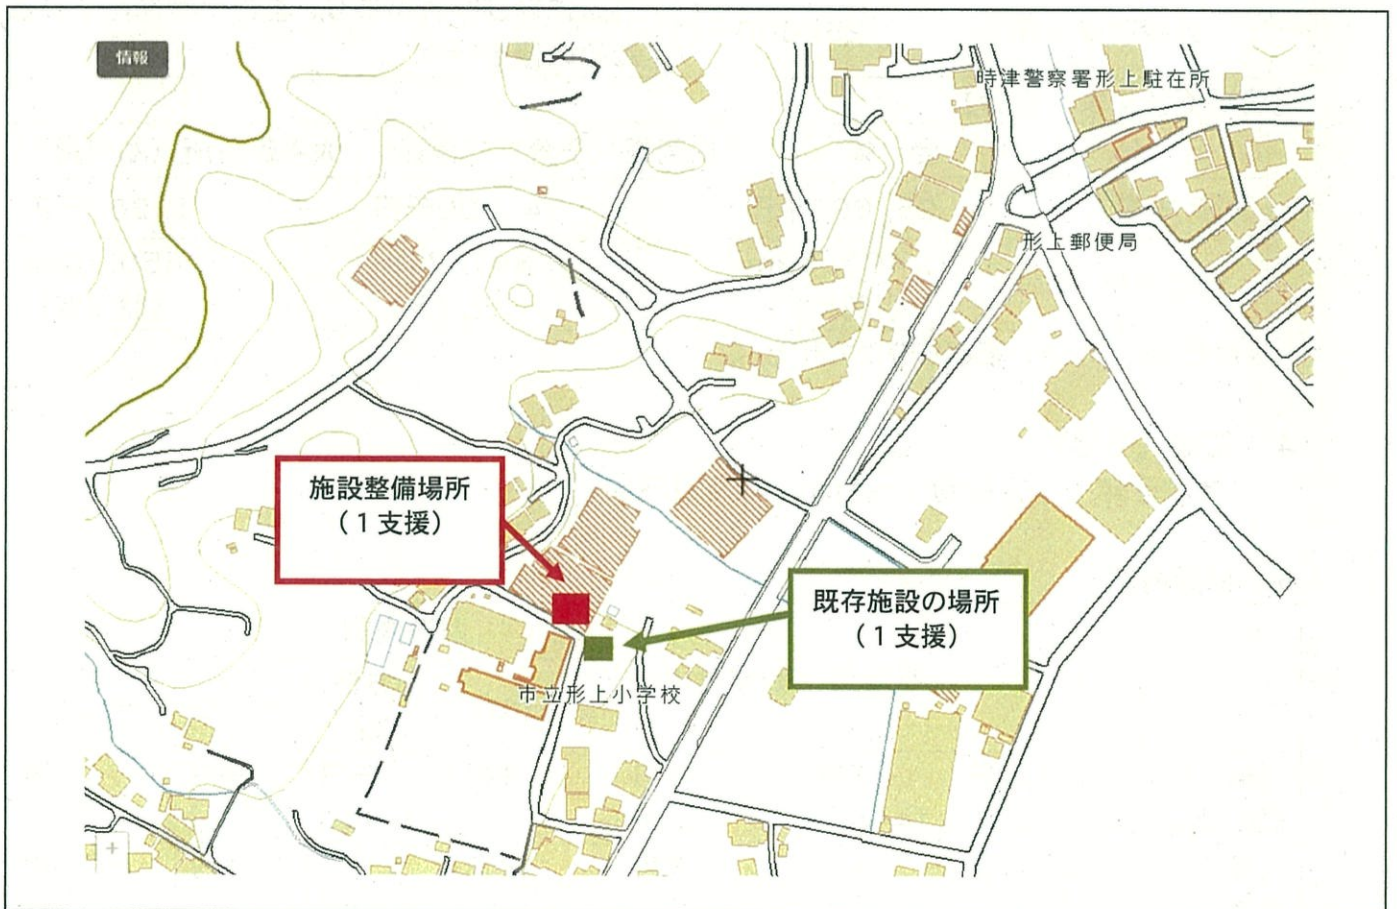 情報
時津警察署形上駐在所
形上郵便局
施設整備場所
（１支援）
既存施設の場所
（１支援）
市立形上小学校